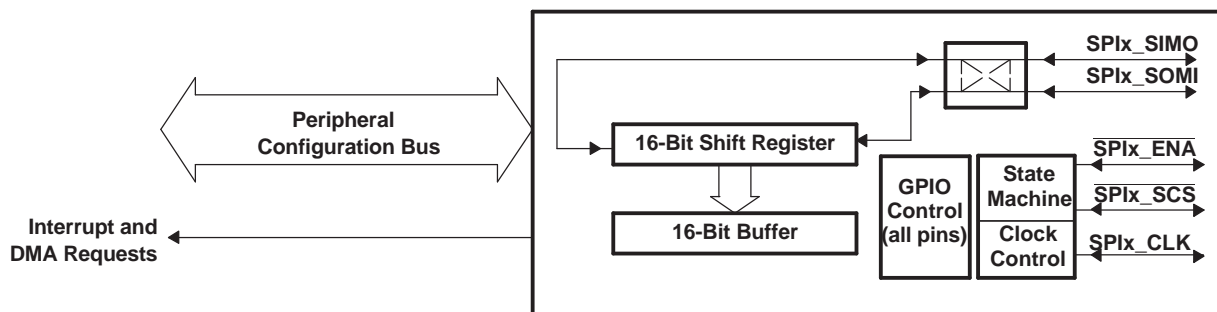 Peripheral
Configuration Bus
Interrupt and
DMA Requests
16-Bit Shift Register
16-Bit Buffer
GPIO
Control
(all pins)
State
Machine
Clock
Control
SPIx_SIMO
SPIx_SOMI
SPIx_ENA
SPIx_SCS
SPIx_CLK